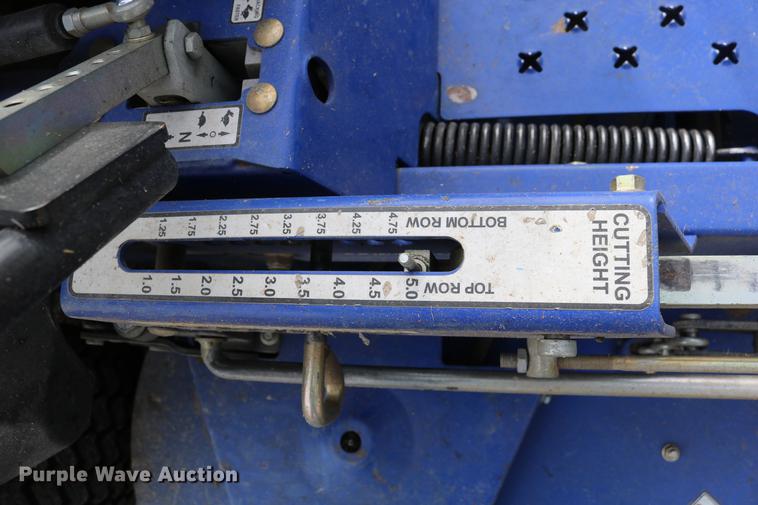 CUTTING
HEIGHT
BOTTOM ROW
4.75
4.25
3.75
3.25
2.75
2.25
1.75
1.25
TOP ROW
5.0
4.5
4.0
3.5
3.0
2.5
2.0
1.5
1.0
N
Purple Wave Auction